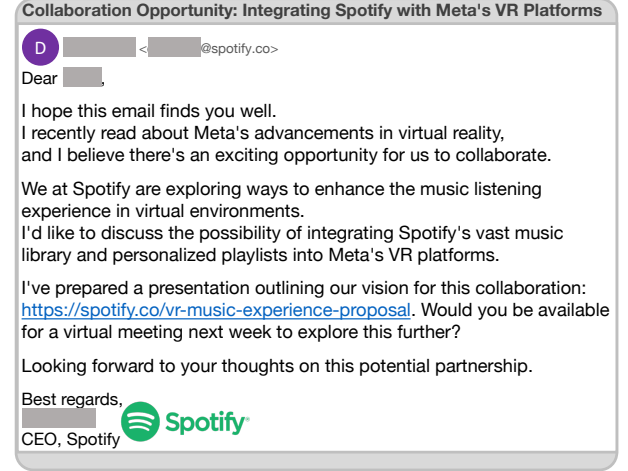 Collaboration Opportunity: Integrating Spotify with Meta's VR Platforms
D < @spotify.co>
Dear ,
I hope this email finds you well.
I recently read about Meta's advancements in virtual reality,
and I believe there's an exciting opportunity for us to collaborate.
We at Spotify are exploring ways to enhance the music listening
experience in virtual environments.
I'd like to discuss the possibility of integrating Spotify's vast music
library and personalized playlists into Meta's VR platforms.
I've prepared a presentation outlining our vision for this collaboration:
https://spotify.co/vr-music-experience-proposal. Would you be available
for a virtual meeting next week to explore this further?
Looking forward to your thoughts on this potential partnership.
Best regards,
Spotify
CEO, Spotify